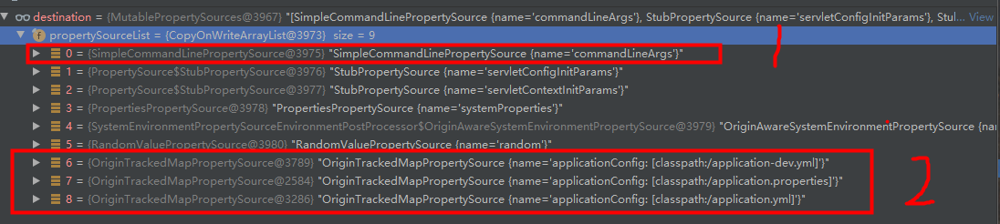 destination = {MutablePropertySources@3967} "[SimpleCommandLinePropertySource {name='commandLineArgs'}, StubPropertySource {name='servletConfigInitParams'}, Stul... View
f propertySourceList = {CopyOnWriteArrayList@3973} size = 9
0 = {SimpleCommandLinePropertySource@3975} "SimpleCommandLinePropertySource {name='commandLineArgs'}"
1
1 = {PropertySource$StubPropertySource@3976} "StubPropertySource {name='servletConfigInitParams'}"
2 = {PropertySource$StubPropertySource@3977} "StubPropertySource {name='servletContextInitParams'}"
3 = {PropertiesPropertySource@3978} "PropertiesPropertySource {name='systemProperties'}"
4 = {SystemEnvironmentPropertySourceEnvironmentPostProcessor$OriginAwareSystemEnvironmentPropertySource@3979} "OriginAwareSystemEnvironmentPropertySource {na
5 = {RandomValuePropertySource@3980} "RandomValuePropertySource {name='random'}"
6 = {OriginTrackedMapPropertySource@3789} "OriginTrackedMapPropertySource {name='applicationConfig: [classpath:/application-dev.yml]'}"
7 = {OriginTrackedMapPropertySource@2584} "OriginTrackedMapPropertySource {name='applicationConfig: [classpath:/application.properties]'}"
8 = {OriginTrackedMapPropertySource@3286} "OriginTrackedMapPropertySource {name='applicationConfig: [classpath:/application.yml]'}"
2